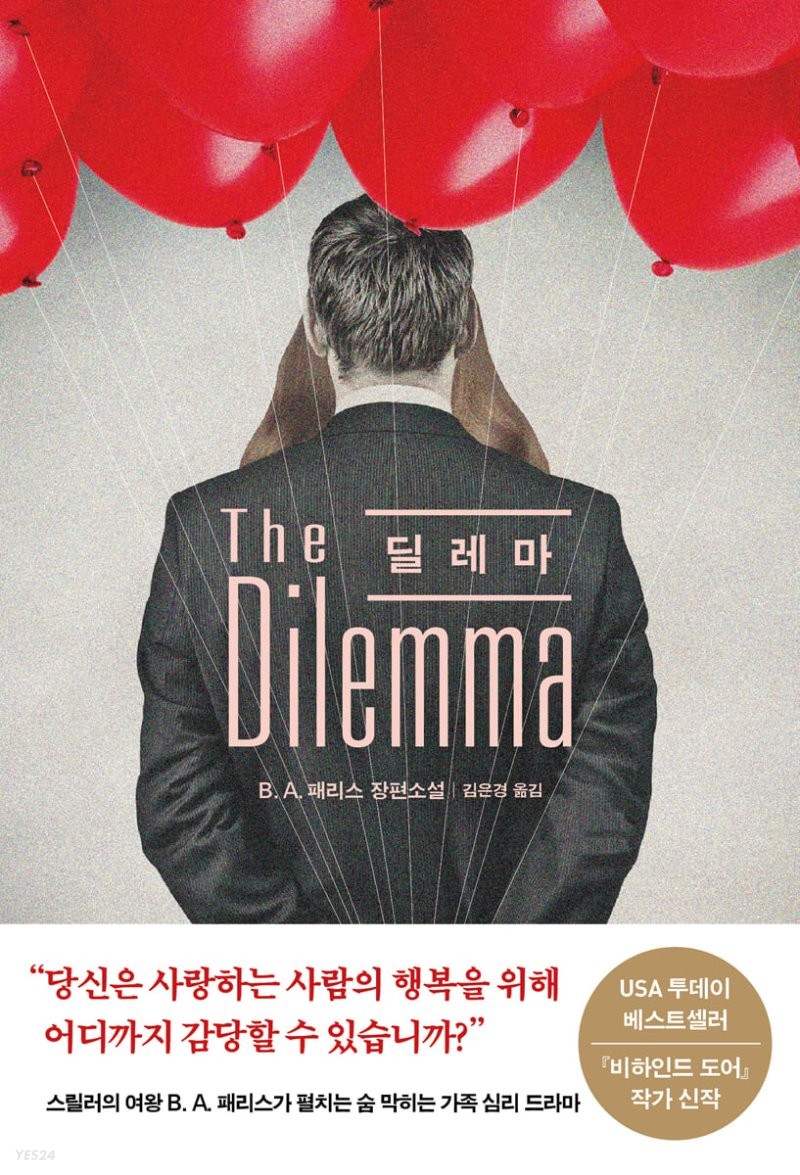 The
딜레마
Dilemma
B. A. 패리스 장편소설 | 김은경 옮김
“당신은 사랑하는 사람의 행복을 위해
어디까지 감당할 수 있습니까?”
스릴러의 여왕 B. A. 패리스가 펼치는 숨 막히는 가족 심리 드라마
USA 투데이
베스트셀러
『비하인드 도어』
작가 신작
YES24